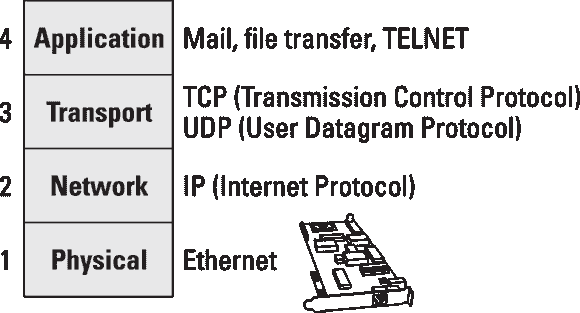 4 Application Mail, file transfer, TELNET
3 Transport TCP (Transmission Control Protocol)
UDP (User Datagram Protocol)
2 Network IP (Internet Protocol)
1 Physical Ethernet